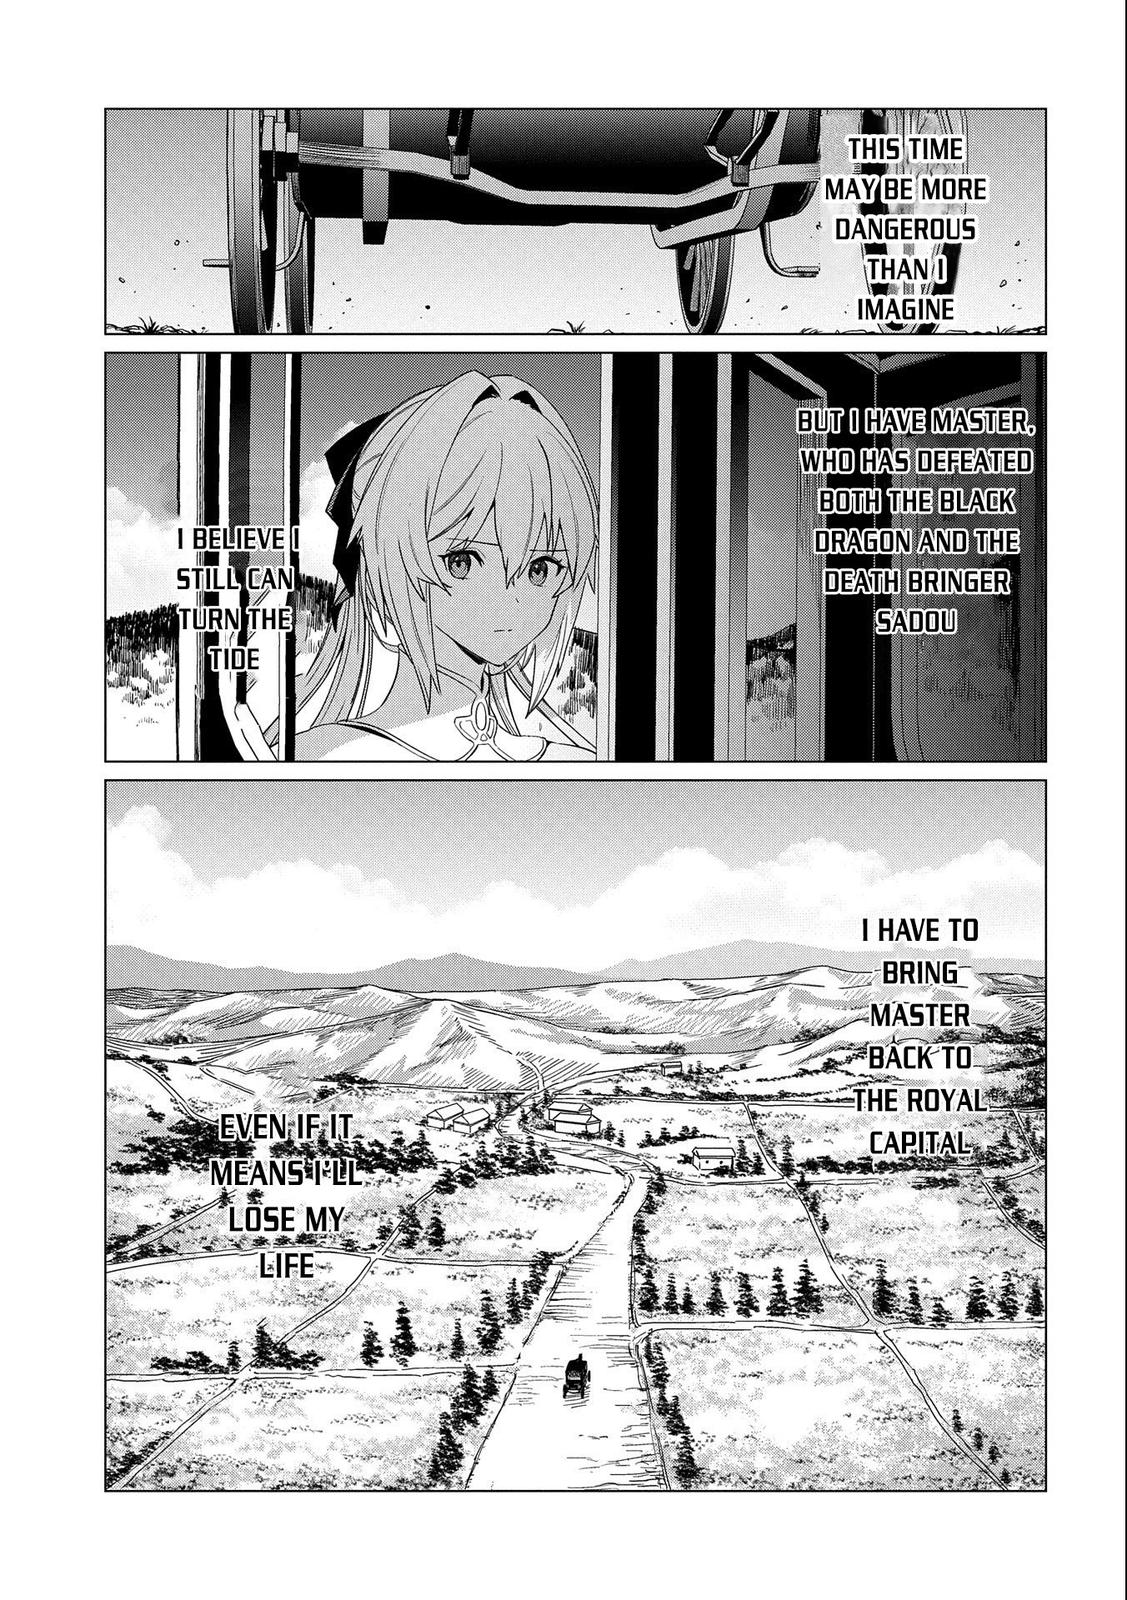 THIS TIME
MAY BE MORE
DANGEROUS
THAN I
IMAGINE
BUT I HAVE MASTER,
WHO HAS DEFEATED
BOTH THE BLACK
DRAGON AND THE
DEATH BRINGER
SADOU
I BELIEVE I
STILL CAN
TURN THE
TIDE
I HAVE TO
BRING
MASTER
BACK TO
THE ROYAL
CAPITAL
EVEN IF IT
MEANS I'LL
LOSE MY
LIFE